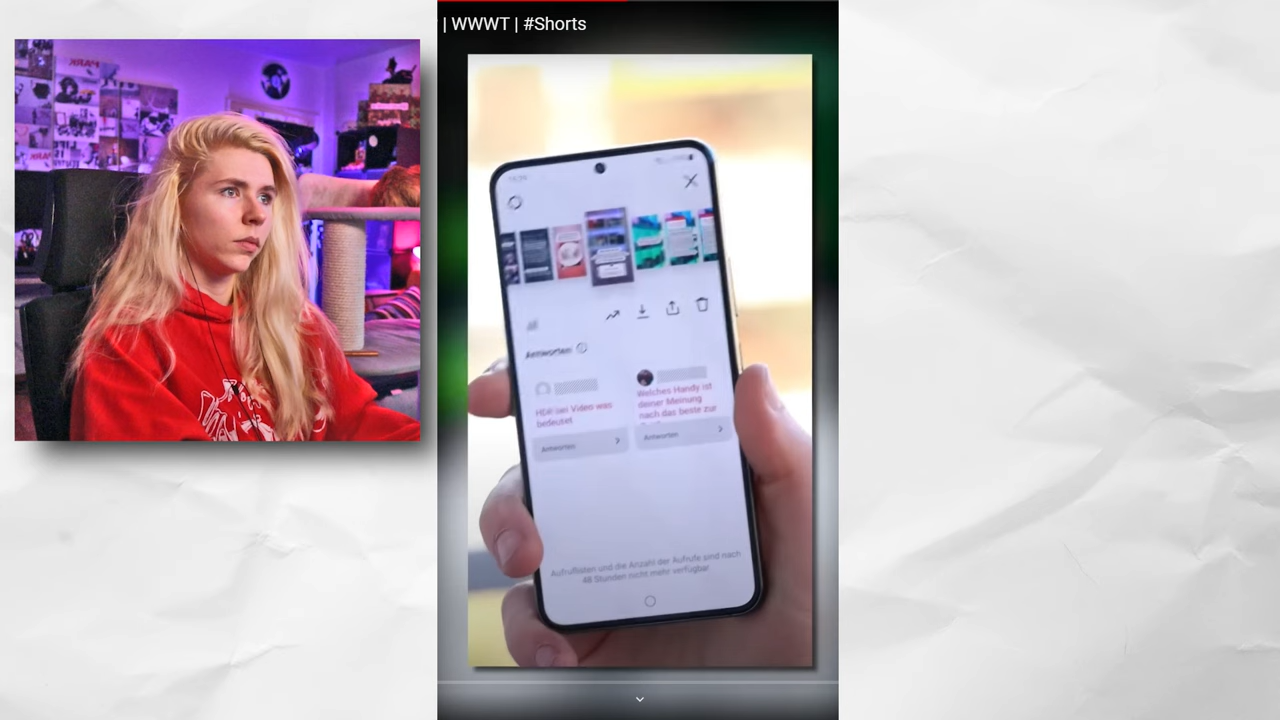 | WWWT | #Shorts
Antworten
HDR bei Video was
bedeutet
Welches Handy ist
deiner Meinung
nach das beste zur
Antworten
Antworten
Aufruflisten und die Anzahl der Aufrufe sind nach
48 Stunden nicht mehr verfügbar